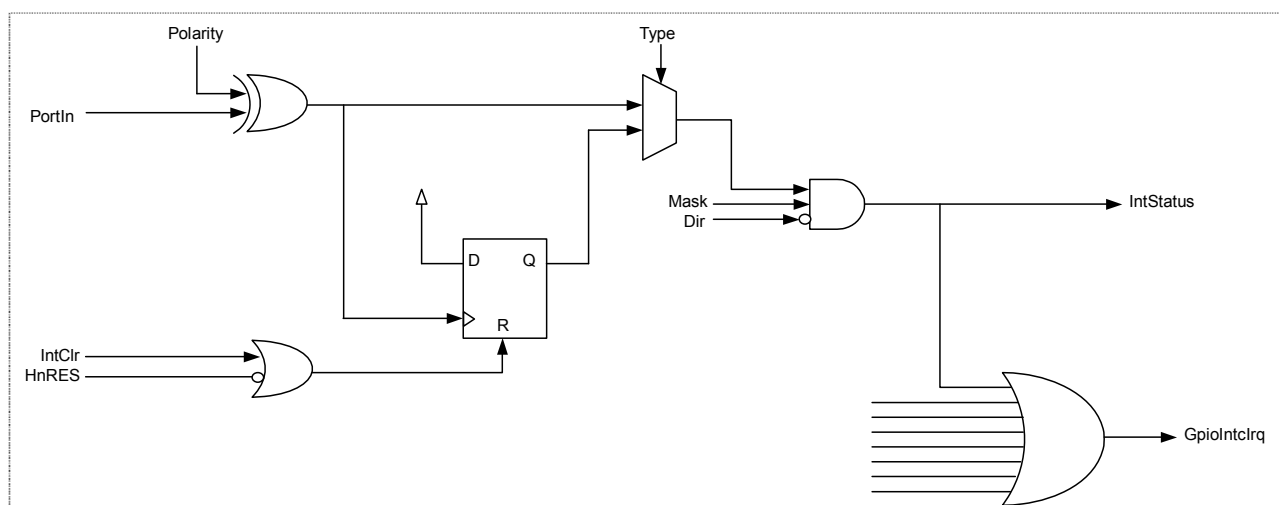 Polarity
Type
PortIn
Mask
Dir
IntStatus
D
Q
R
IntClr
HnRES
GpioIntcIrq